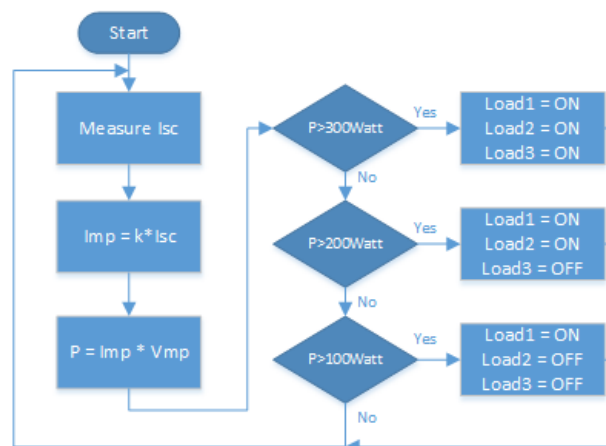 Start
Measure Isc
Imp = k*Isc
P = Imp * Vmp
P>300Watt
Yes
Load1 = ON
Load2 = ON
Load3 = ON
No
P>200Watt
Yes
Load1 = ON
Load2 = ON
Load3 = OFF
No
P>100Watt
Yes
Load1 = ON
Load2 = OFF
Load3 = OFF
No